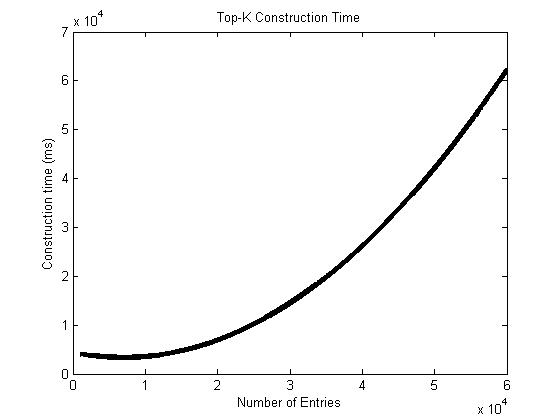 Top-K Construction Time
x 10^4
7
6
5
4
3
2
1
0
Construction time (ms)
0 1 2 3 4 5 6
x 10^4
Number of Entries